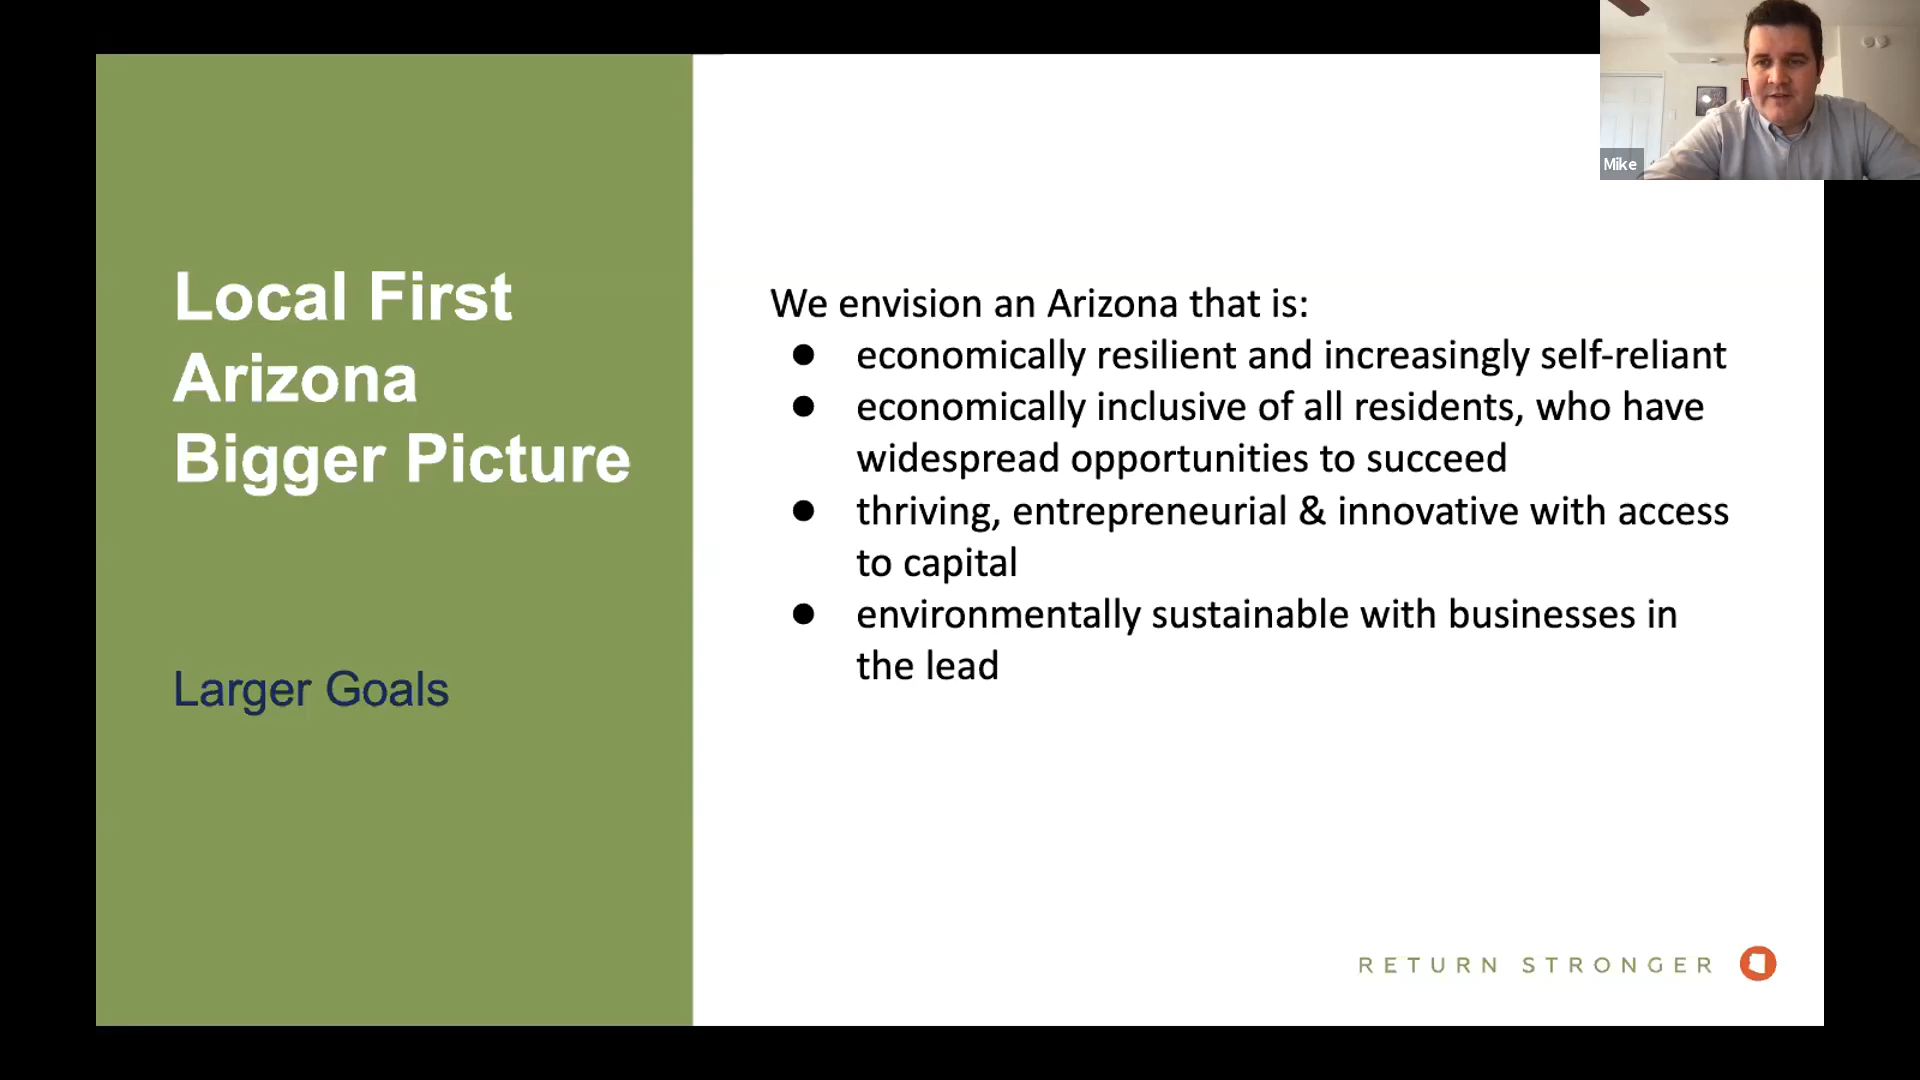 Local First
Arizona
Bigger Picture
Larger Goals
We envision an Arizona that is:
● economically resilient and increasingly self-reliant
● economically inclusive of all residents, who have
widespread opportunities to succeed
● thriving, entrepreneurial & innovative with access
to capital
● environmentally sustainable with businesses in
the lead
RETURN STRONGER
Mike